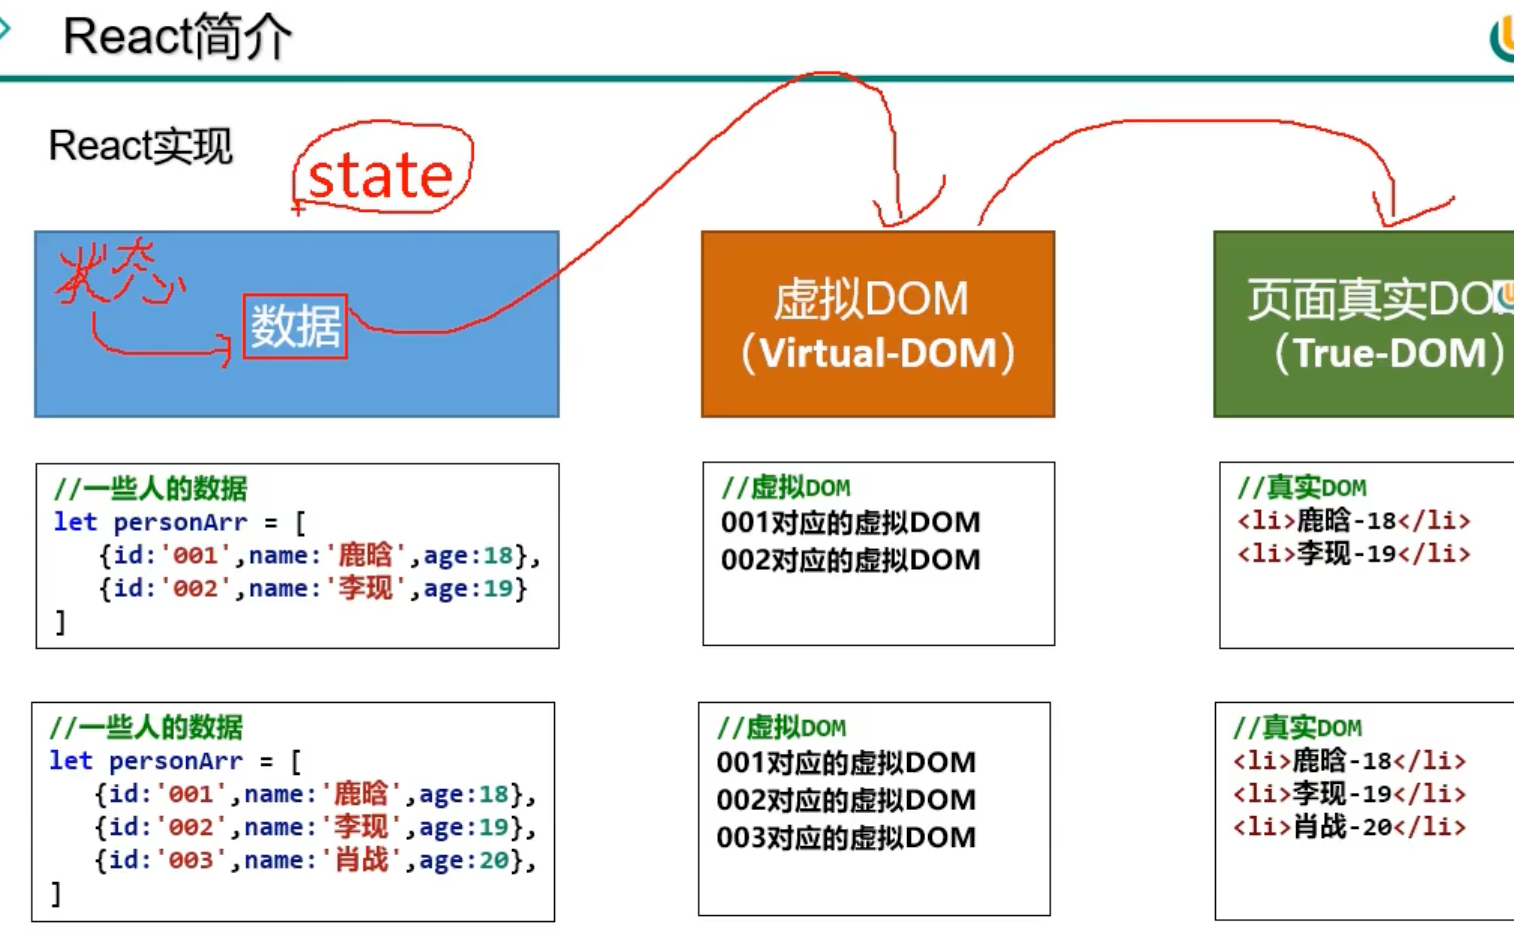 React简介
React实现
state
状态
数据
虚拟DOM
（Virtual-DOM）
页面真实DO
（True-DOM）
//一些人的数据
let personArr = [
{id:'001',name:'鹿晗',age:18},
{id:'002',name:'李现',age:19}
]
//虚拟DOM
001对应的虚拟DOM
002对应的虚拟DOM
//真实DOM
<li>鹿晗-18</li>
<li>李现-19</li>
//一些人的数据
let personArr = [
{id:'001',name:'鹿晗',age:18},
{id:'002',name:'李现',age:19},
{id:'003',name:'肖战',age:20},
]
//虚拟DOM
001对应的虚拟DOM
002对应的虚拟DOM
003对应的虚拟DOM
//真实DOM
<li>鹿晗-18</li>
<li>李现-19</li>
<li>肖战-20</li>